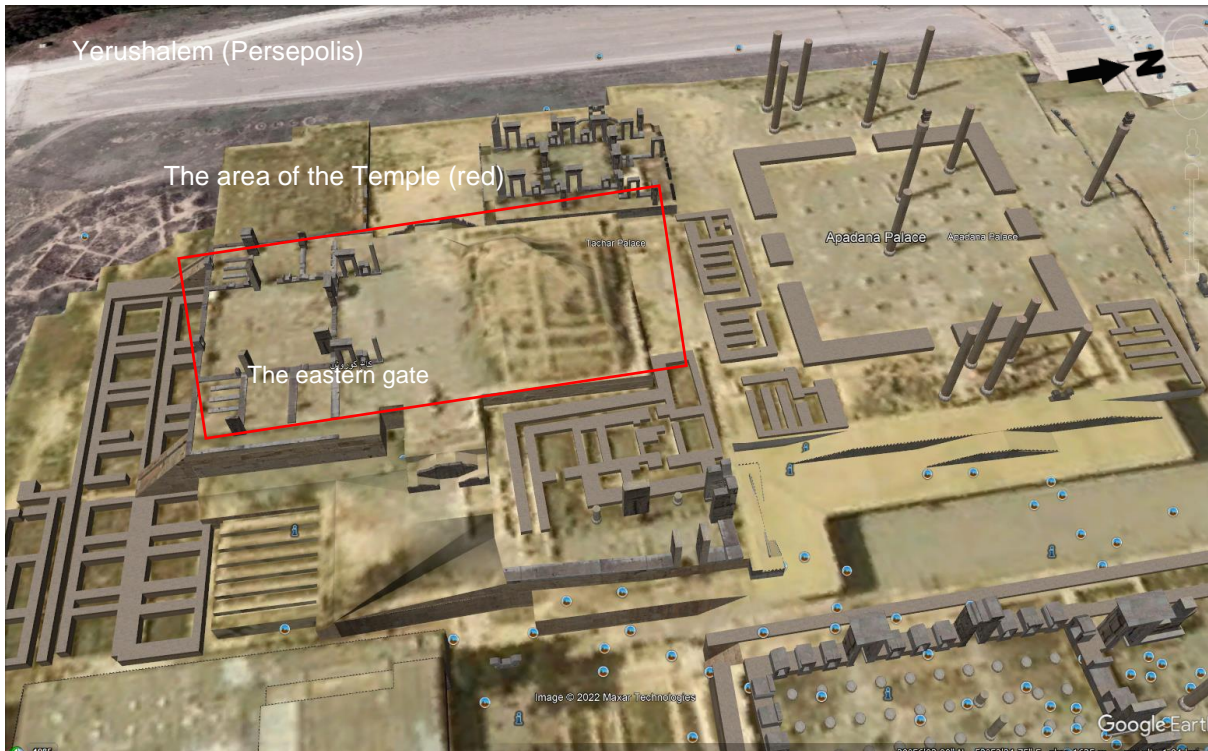 Yerushalem (Persepolis)
N
The area of the Temple (red)
Tachar Palace
Apadana Palace
Apadana Palace
The eastern gate
Image © 2022 Maxar Technologies
Google Earth